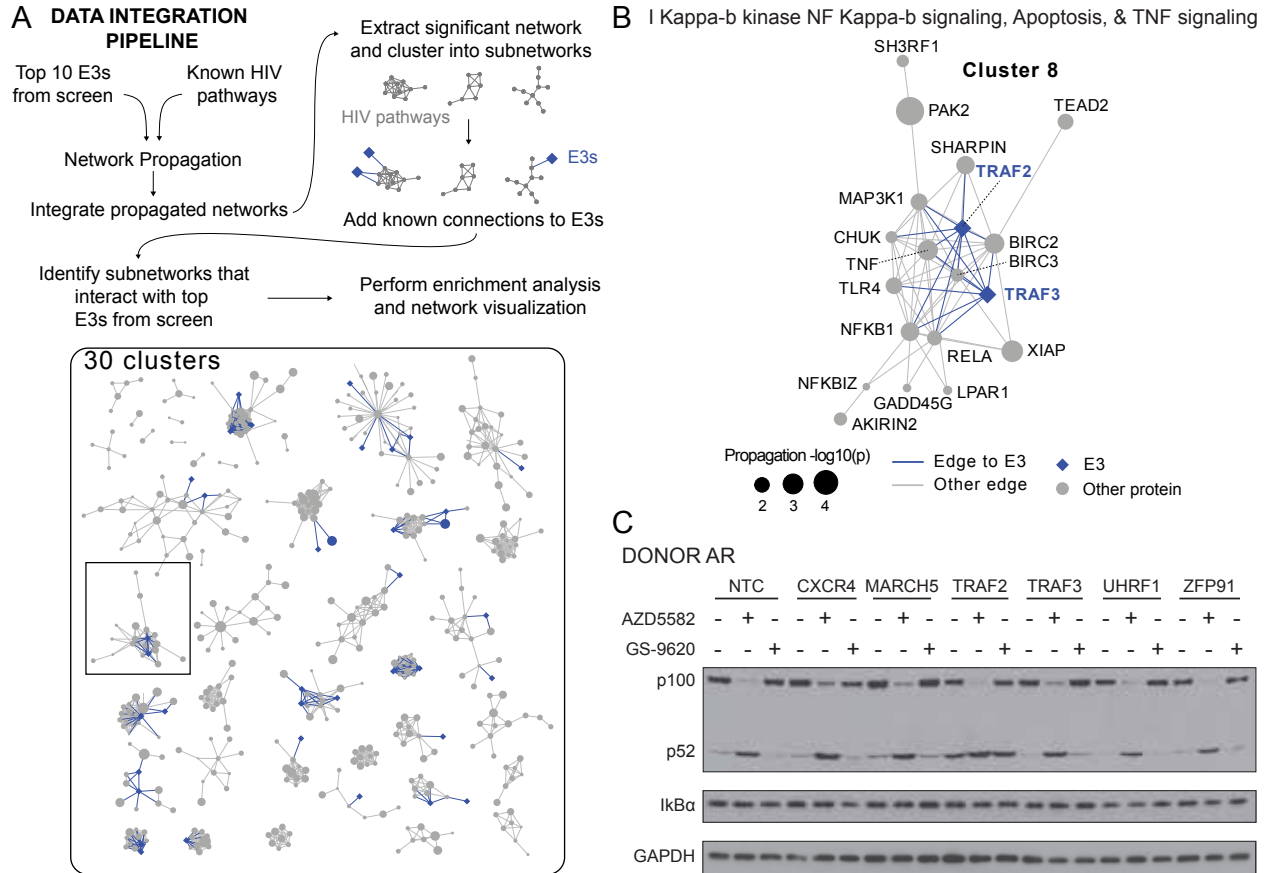 A
DATA INTEGRATION
PIPELINE
Top 10 E3s
from screen
Known HIV
pathways
Network Propagation
Integrate propagated networks
Extract significant network
and cluster into subnetworks
HIV pathways
E3s
Add known connections to E3s
Identify subnetworks that
interact with top
E3s from screen
Perform enrichment analysis
and network visualization
30 clusters
B
I Kappa-b kinase NF Kappa-b signaling, Apoptosis, & TNF signaling
Cluster 8
SH3RF1
PAK2
TEAD2
SHARPIN
TRAF2
MAP3K1
CHUK
BIRC2
TNF
BIRC3
TLR4
TRAF3
NFKB1
RELA
XIAP
NFKBIZ
GADD45G
LPAR1
AKIRIN2
Propagation -log10(p)
2 3 4
Edge to E3
Other edge
E3
Other protein
C
DONOR AR
NTC CXCR4 MARCH5 TRAF2 TRAF3 UHRF1 ZFP91
AZD5582 - + - - + - - + - - + - - + - - + - - + -
GS-9620 - - + - - + - - + - - + - - + - - + - - +
p100
p52
IkBα
GAPDH